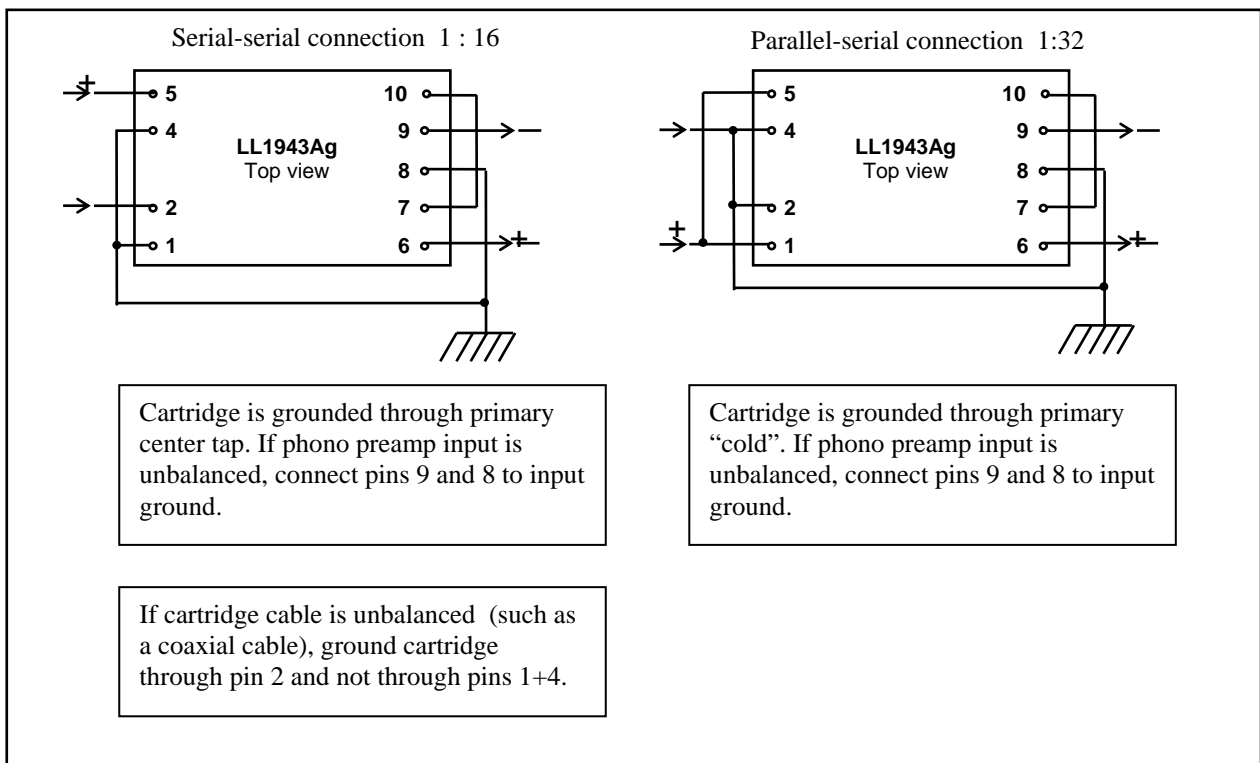 Serial-serial connection 1 : 16
+
5
4
2
1
LL1943Ag
Top view
10
9
8
7
6
+
Cartridge is grounded through primary
center tap. If phono preamp input is
unbalanced, connect pins 9 and 8 to input
ground.
If cartridge cable is unbalanced (such as
a coaxial cable), ground cartridge
through pin 2 and not through pins 1+4.
Parallel-serial connection 1:32
5
4
2
+
1
LL1943Ag
Top view
10
9
8
7
6
+
Cartridge is grounded through primary
“cold”. If phono preamp input is
unbalanced, connect pins 9 and 8 to input
ground.